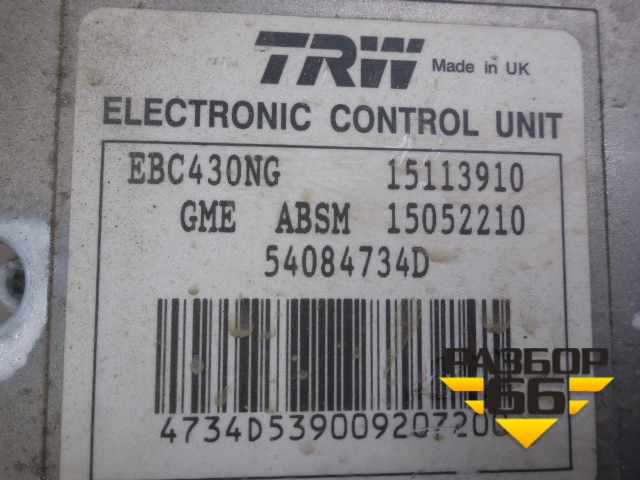 TRW Made in UK
ELECTRONIC CONTROL UNIT
EBC430NG 15113910
GME ABSM 15052210
54084734D
РАЗБОР
66